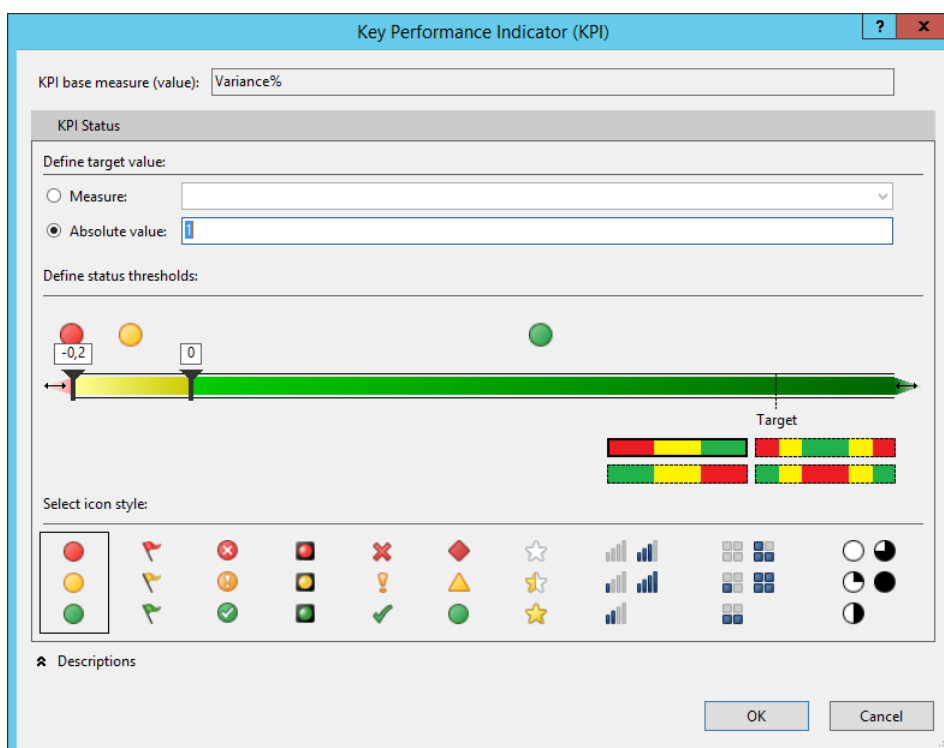 Key Performance Indicator (KPI)
? x
KPI base measure (value): Variance%
KPI Status
Define target value:
Measure:
Absolute value: 1
Define status thresholds:
-0,2 0
Target
Select icon style:
Descriptions
OK Cancel